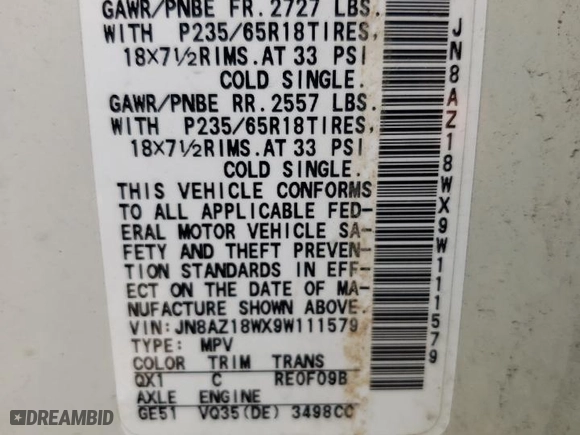 GAWR/PNBE FR. 2727 LBS.
WITH P235/65R18TIRES,
18X7½RIMS.AT 33 PSI
COLD SINGLE.
GAWR/PNBE RR. 2557 LBS.
WITH P235/65R18TIRES,
18X7½RIMS.AT 33 PSI
COLD SINGLE.
THIS VEHICLE CONFORMS
TO ALL APPLICABLE FED-
ERAL MOTOR VEHICLE SA-
FETY AND THEFT PREVEN-
TION STANDARDS IN EFF-
ECT ON THE DATE OF MA-
NUFACTURE SHOWN ABOVE.
VIN: JN8AZ18WX9W111579
TYPE: MPV
COLOR TRIM TRANS
QX1 C RE0F09B
AXLE ENGINE
GE51 VQ35(DE) 3498CC
JN8AZ18WX9W111579
DREAMBID